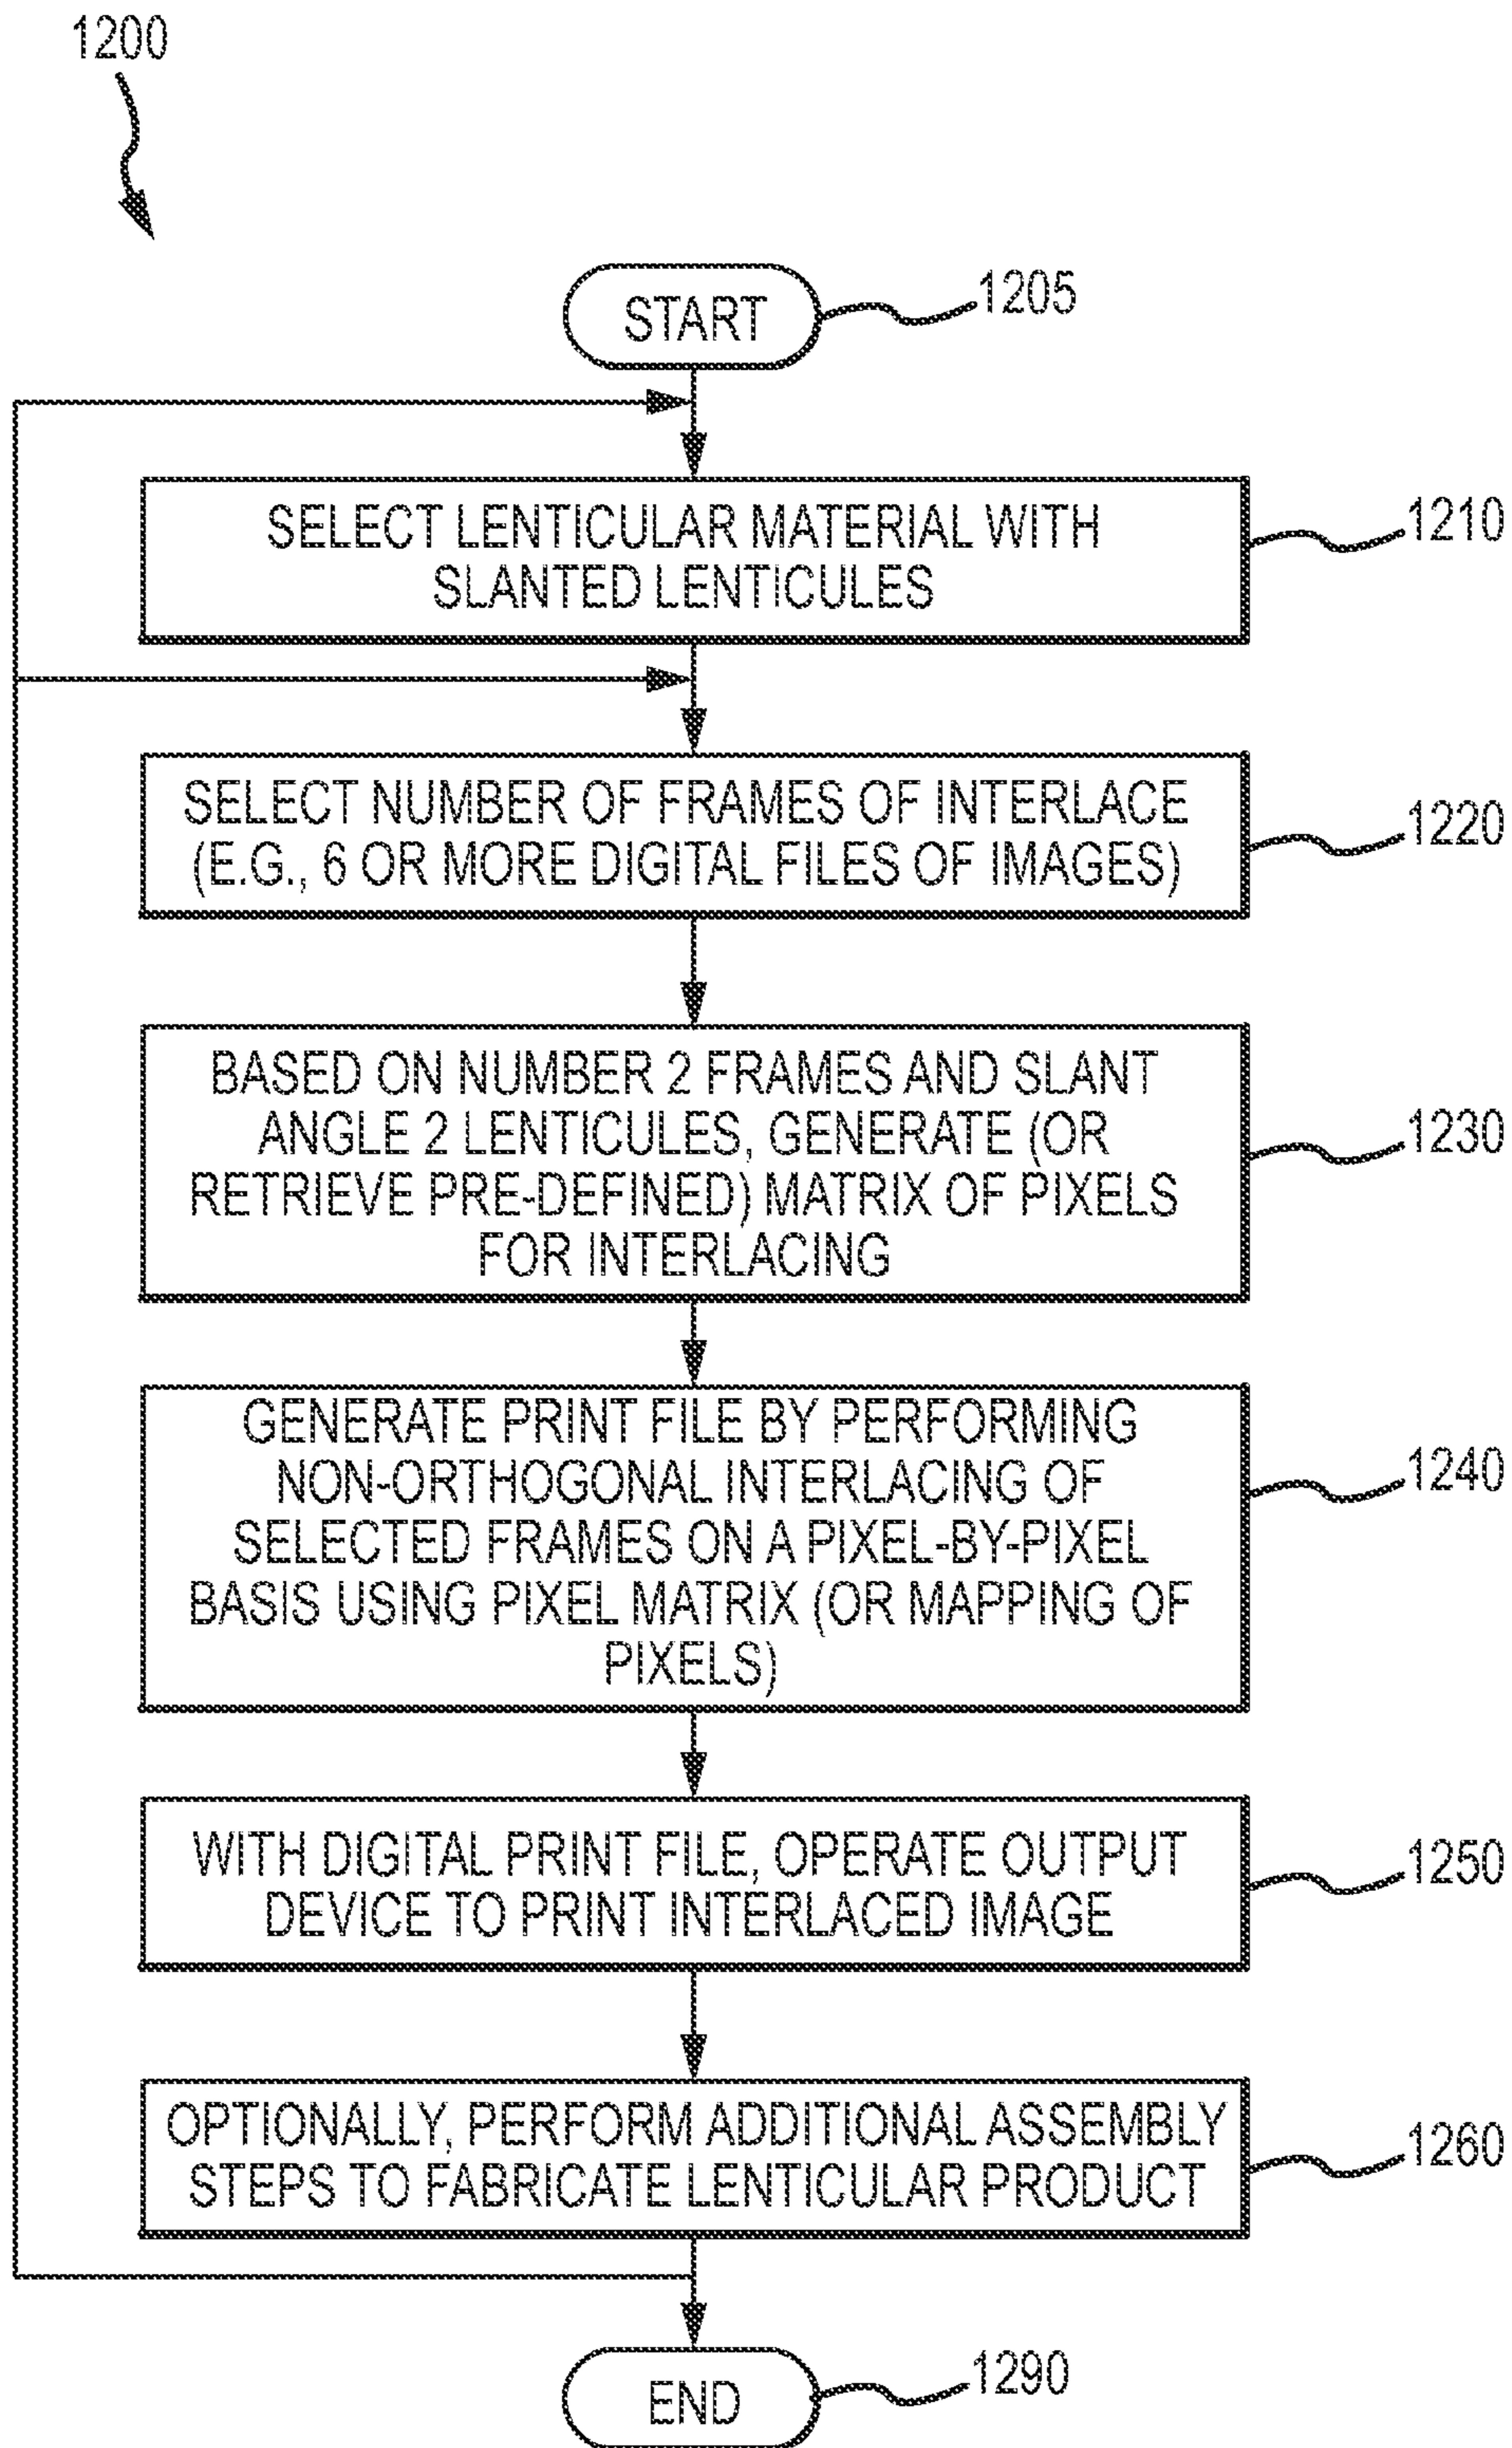 1200
START
1205
SELECT LENTICULAR MATERIAL WITH
SLANTED LENTICULES
1210
SELECT NUMBER OF FRAMES OF INTERLACE
(E.G., 6 OR MORE DIGITAL FILES OF IMAGES)
1220
BASED ON NUMBER 2 FRAMES AND SLANT
ANGLE 2 LENTICULES, GENERATE (OR
RETRIEVE PRE-DEFINED) MATRIX OF PIXELS
FOR INTERLACING
1230
GENERATE PRINT FILE BY PERFORMING
NON-ORTHOGONAL INTERLACING OF
SELECTED FRAMES ON A PIXEL-BY-PIXEL
BASIS USING PIXEL MATRIX (OR MAPPING OF
PIXELS)
1240
WITH DIGITAL PRINT FILE, OPERATE OUTPUT
DEVICE TO PRINT INTERLACED IMAGE
1250
OPTIONALLY, PERFORM ADDITIONAL ASSEMBLY
STEPS TO FABRICATE LENTICULAR PRODUCT
1260
END
1290